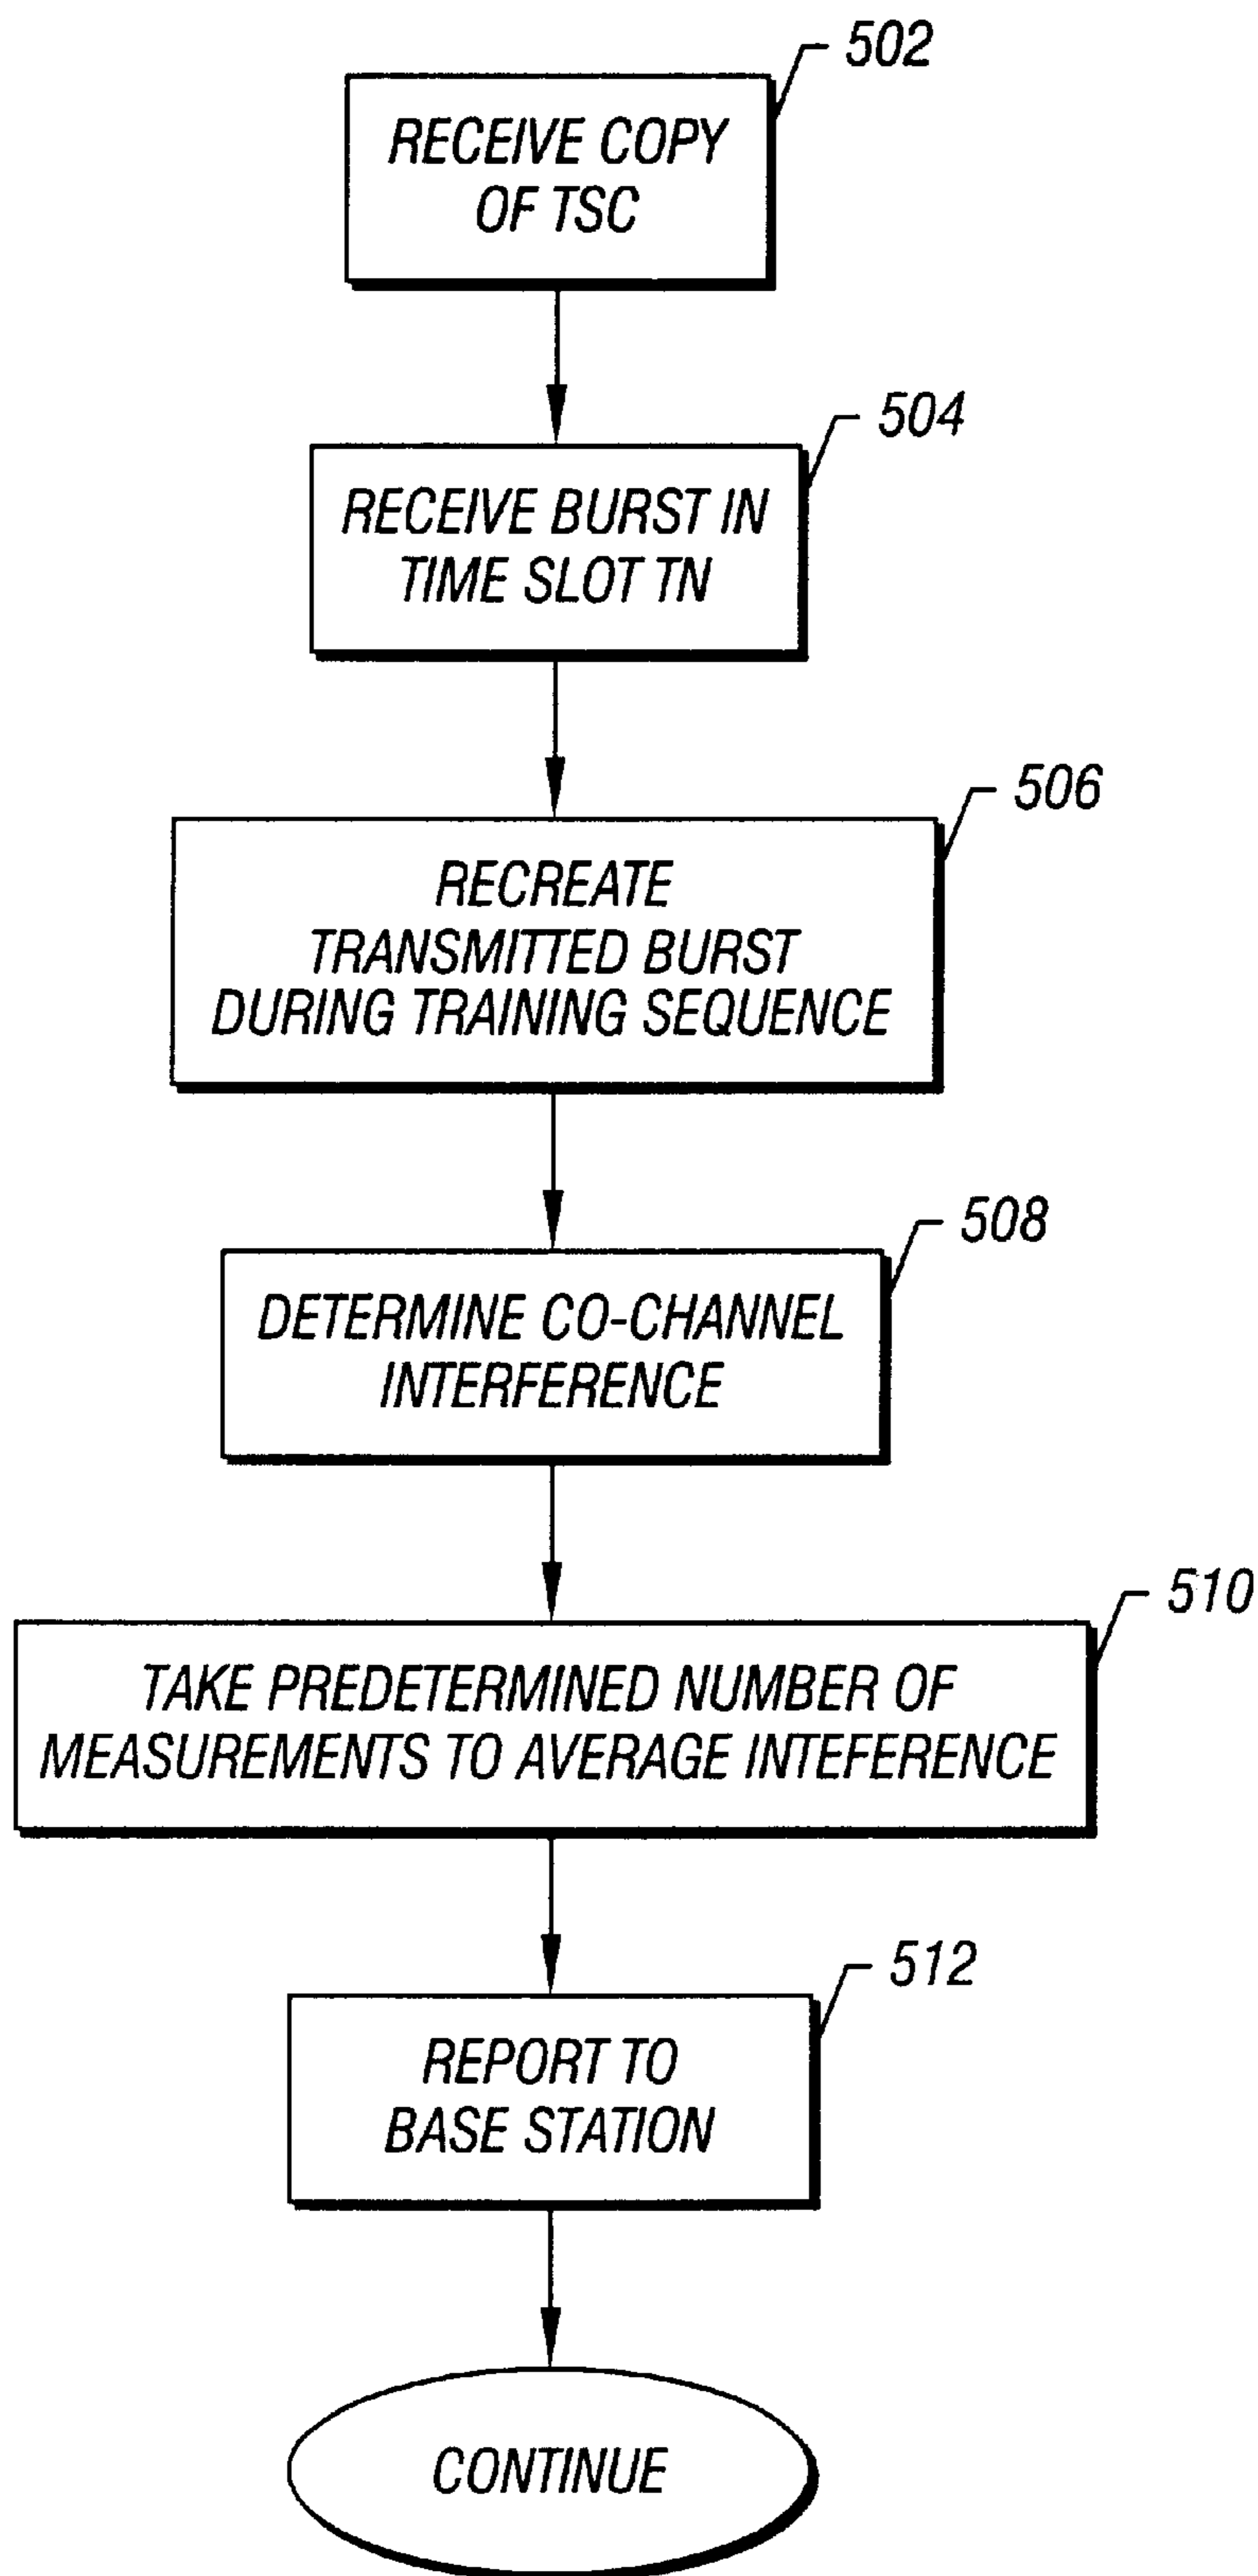 502
RECEIVE COPY
OF TSC
504
RECEIVE BURST IN
TIME SLOT TN
506
RECREATE
TRANSMITTED BURST
DURING TRAINING SEQUENCE
508
DETERMINE CO-CHANNEL
INTERFERENCE
510
TAKE PREDETERMINED NUMBER OF
MEASUREMENTS TO AVERAGE INTEFERENCE
512
REPORT TO
BASE STATION
CONTINUE